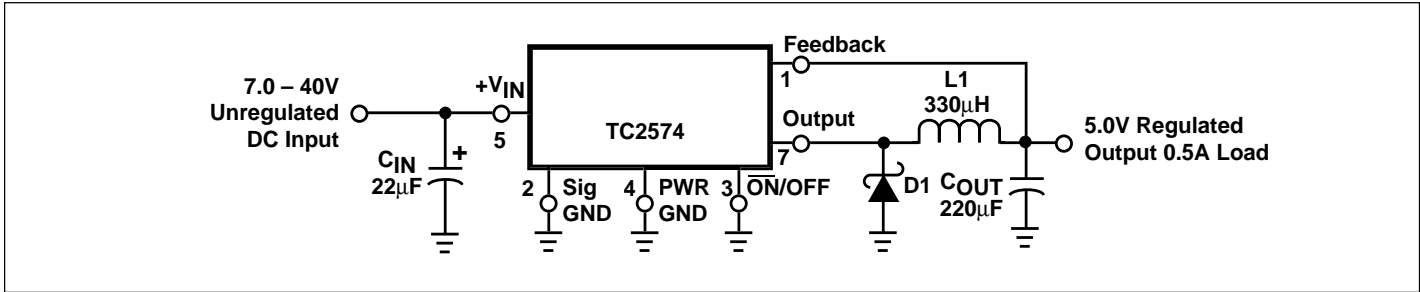 7.0 – 40V
Unregulated
DC Input
+VIN
5
CIN
22µF
+
TC2574
Feedback
1
Output
7
2
Sig
GND
4
PWR
GND
3
ON/OFF
L1
330µH
D1
COUT
220µF
5.0V Regulated
Output 0.5A Load